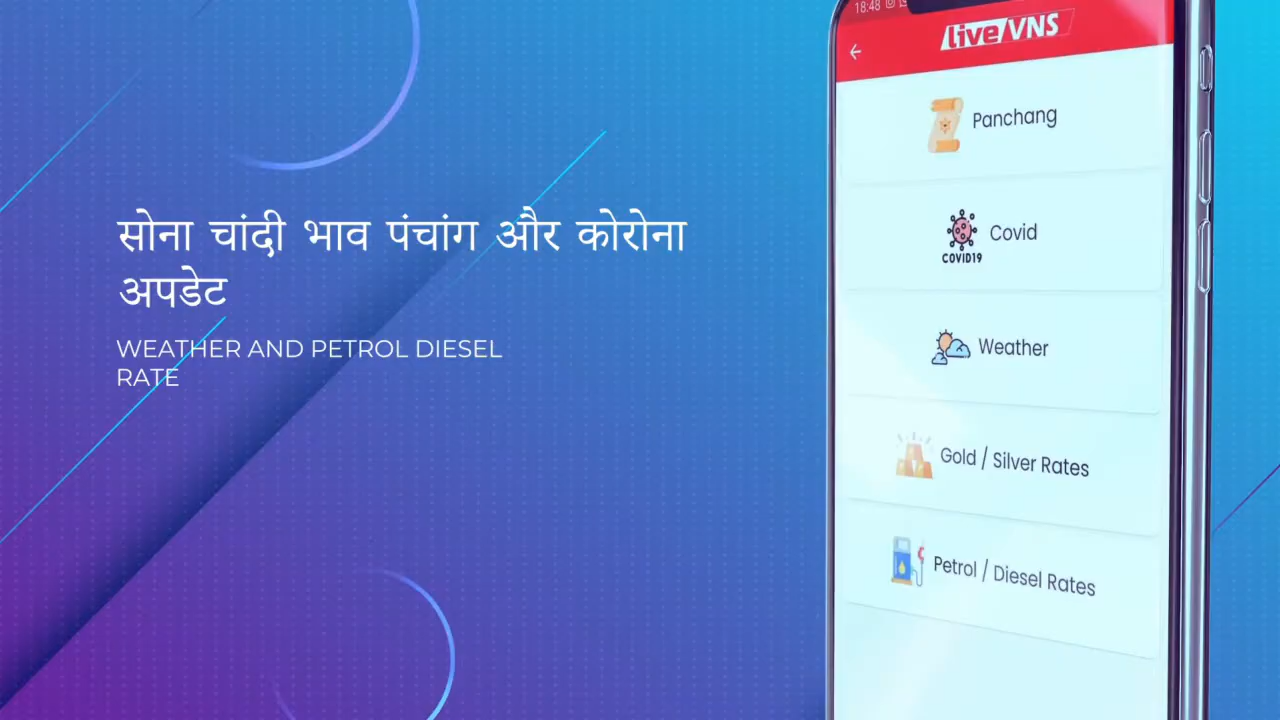 सोना चांदी भाव पंचांग और कोरोना
अपडेट
WEATHER AND PETROL DIESEL
RATE
18:48
live VNS
Panchang
COVID19
Covid
Weather
Gold / Silver Rates
Petrol / Diesel Rates